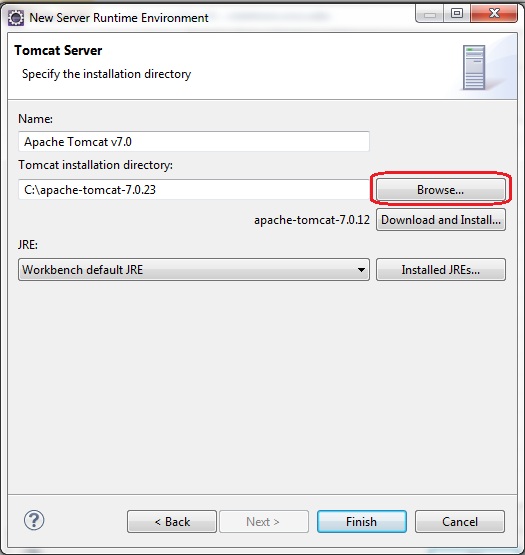 New Server Runtime Environment
Tomcat Server
Specify the installation directory
Name:
Apache Tomcat v7.0
Tomcat installation directory:
C:\apache-tomcat-7.0.23 Browse...
apache-tomcat-7.0.12 Download and Install...
JRE:
Workbench default JRE Installed JREs...
? < Back Next > Finish Cancel